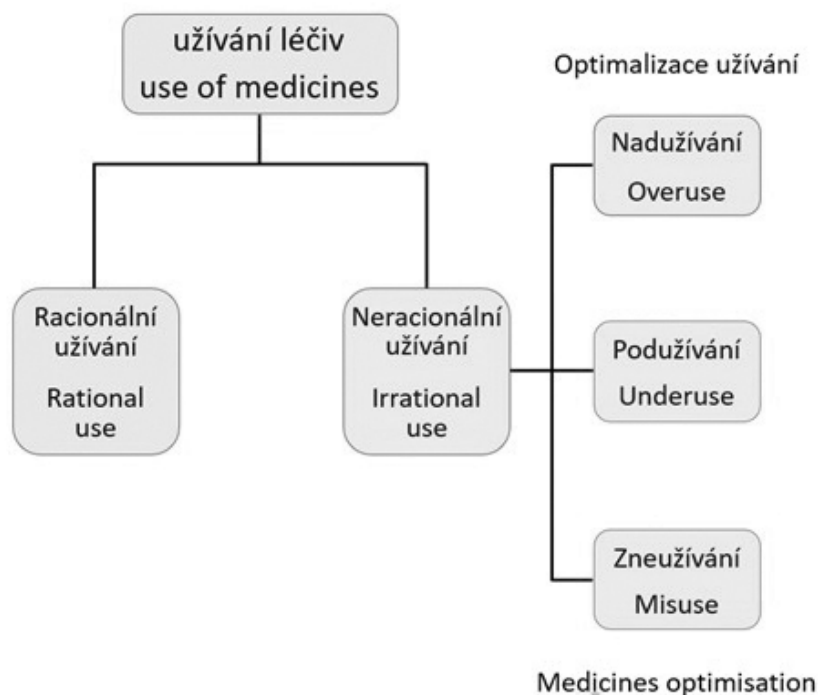 užívání léčiv
use of medicines
Optimalizace užívání
Nadužívání
Overuse
Racionální
užívání
Rational
use
Neracionální
užívání
Irrational
use
Podužívání
Underuse
Zneužívání
Misuse
Medicines optimisation